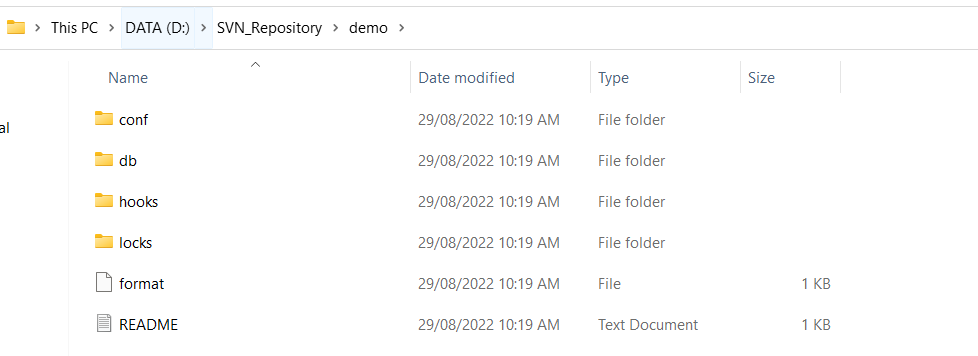 This PC > DATA (D:) > SVN_Repository > demo >
Name Date modified Type Size
al
conf 29/08/2022 10:19 AM File folder
db 29/08/2022 10:19 AM File folder
hooks 29/08/2022 10:19 AM File folder
locks 29/08/2022 10:19 AM File folder
format 29/08/2022 10:19 AM File 1 KB
README 29/08/2022 10:19 AM Text Document 1 KB